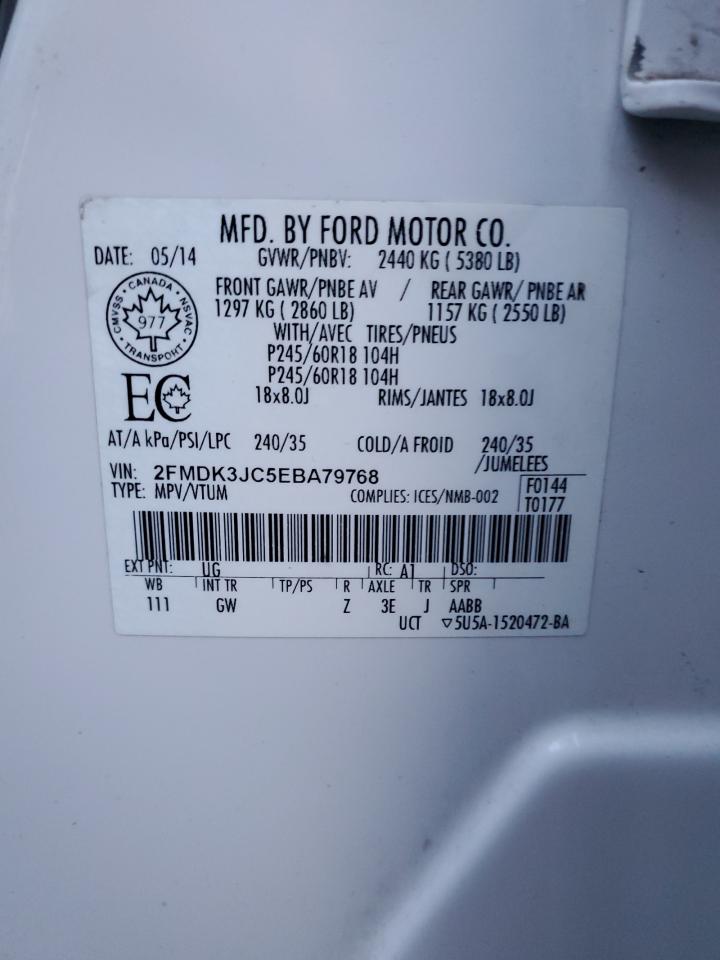 MFD. BY FORD MOTOR CO.
DATE: 05/14 GVWR/PNBV: 2440 KG ( 5380 LB)
FRONT GAWR/PNBE AV / REAR GAWR/ PNBE AR
1297 KG ( 2860 LB) 1157 KG ( 2550 LB)
WITH/AVEC TIRES/PNEUS
P245/60R18 104H
P245/60R18 104H
18x8.0J RIMS/JANTES 18x8.0J
CANADA
CMVSS NSVAC
977
TRANSPORT
EC
AT/A kPa/PSI/LPC 240/35 COLD/A FROID 240/35
/JUMELEES
VIN: 2FMDK3JC5EBA79768
TYPE: MPV/VTUM COMPLIES: ICES/NMB-002
F0144
T0177
EXT PNT: UG RC: A1 DSO:
WB INT TR TP/PS R AXLE TR SPR
111 GW Z 3E J AABB
UCT ▽5U5A-1520472-BA